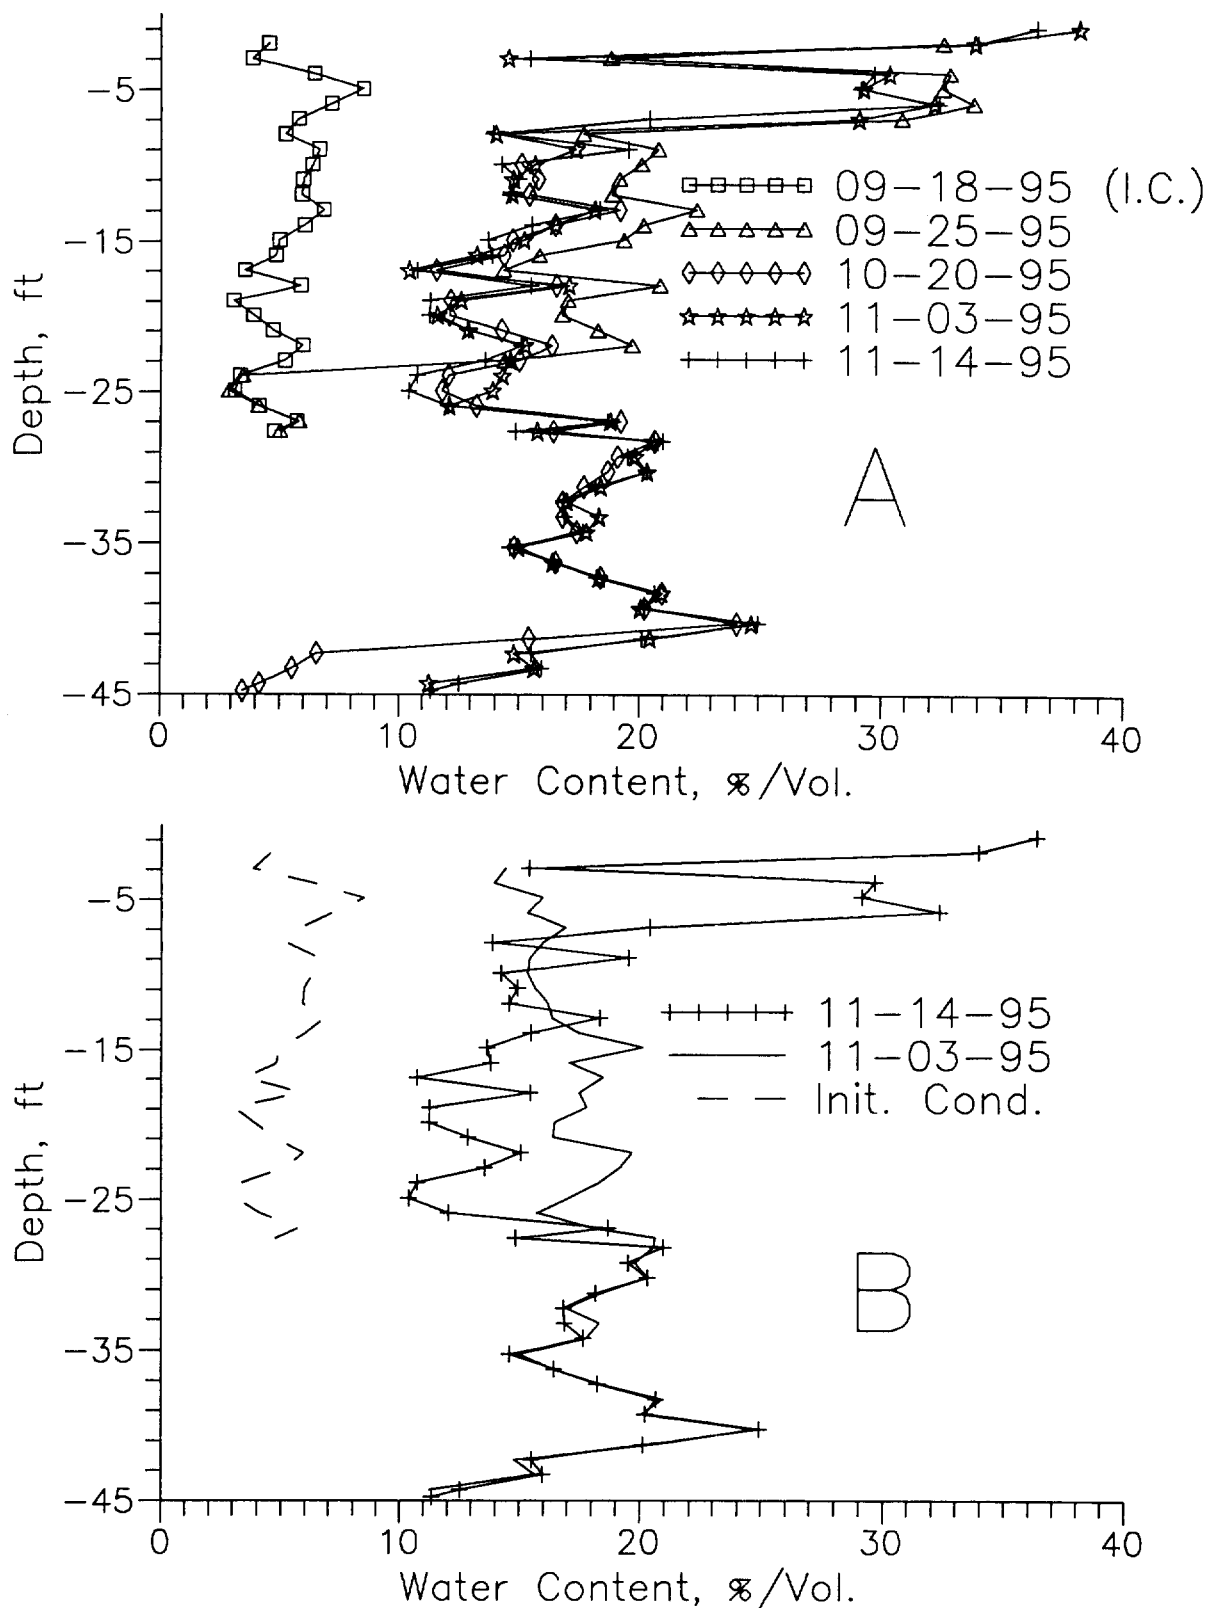 -5
-15
-25
-35
-45
Depth, ft
09-18-95 (I.C.)
09-25-95
10-20-95
11-03-95
11-14-95
A
0 10 20 30 40
Water Content, %/Vol.
-5
-15
-25
-35
-45
Depth, ft
11-14-95
11-03-95
Init. Cond.
B
0 10 20 30 40
Water Content, %/Vol.